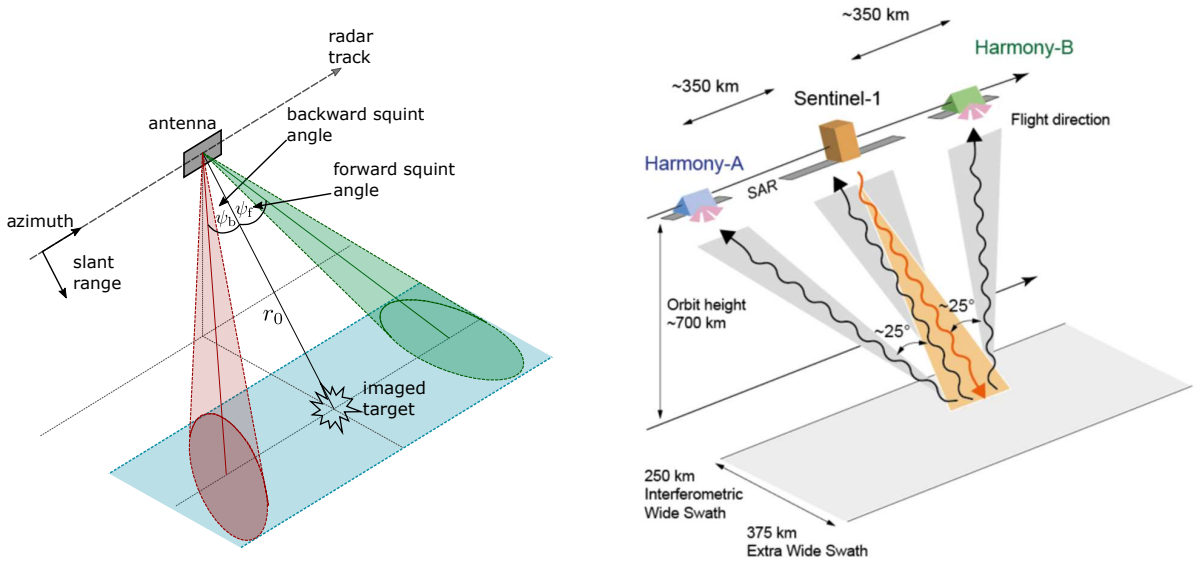 radar
track
antenna
backward squint
angle
forward squint
angle
ψb
ψf
azimuth
slant
range
r0
imaged
target
~350 km
~350 km
Harmony-B
Sentinel-1
Flight direction
Harmony-A
SAR
Orbit height
~700 km
~25°
~25°
250 km
Interferometric
Wide Swath
375 km
Extra Wide Swath